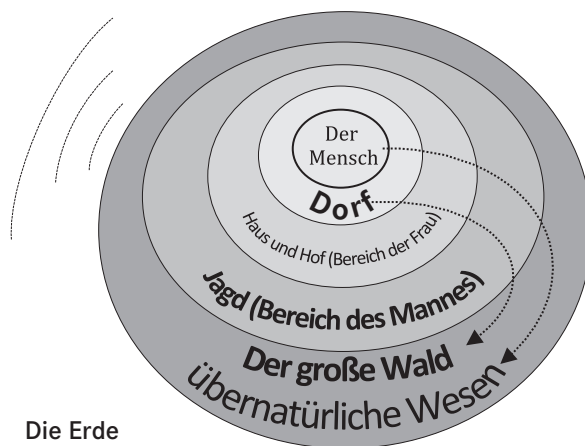 Der
Mensch
Dorf
Haus und Hof (Bereich der Frau)
Jagd (Bereich des Mannes)
Der große Wald
übernatürliche Wesen
Die Erde